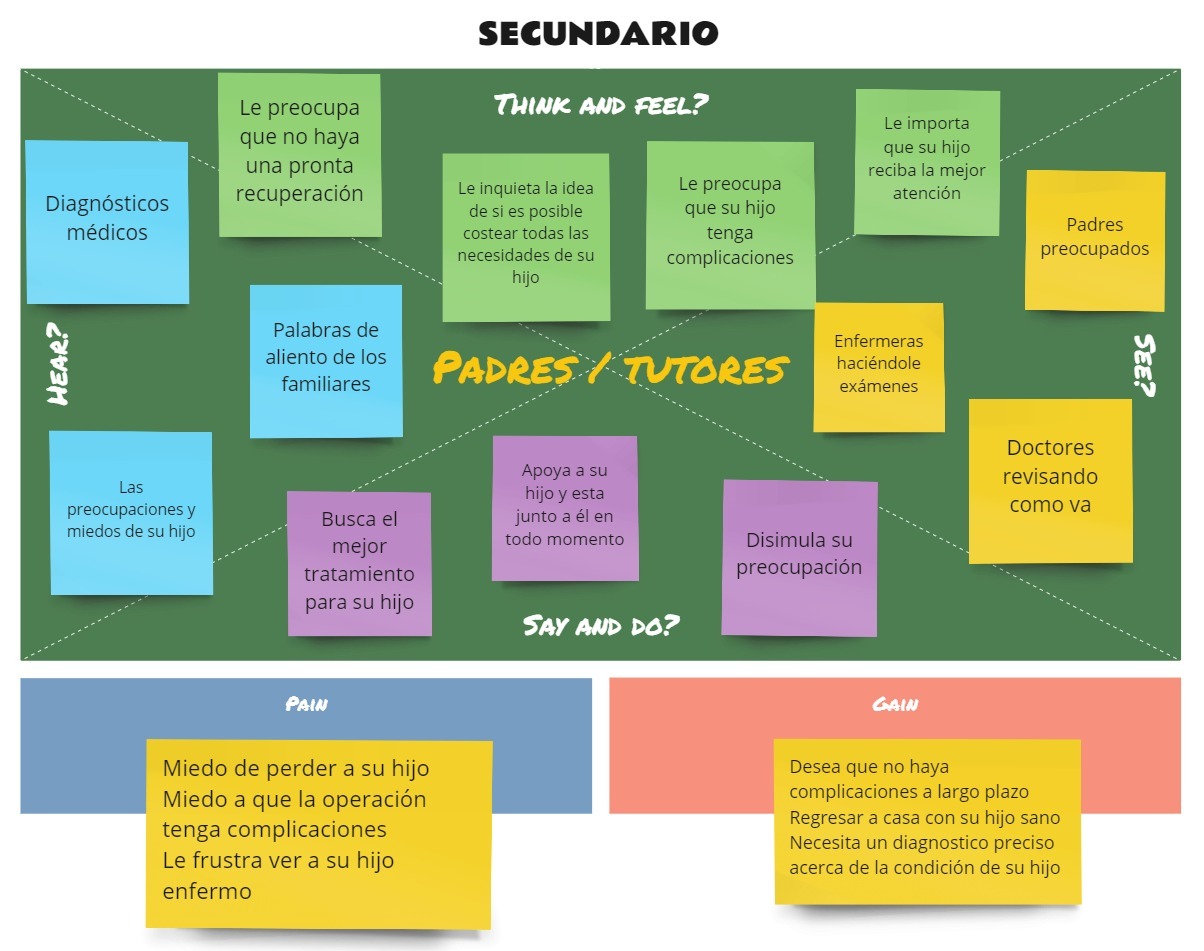 SECUNDARIO
THINK AND FEEL?
Le preocupa
que no haya
una pronta
recuperación
Le inquieta la idea
de si es posible
costear todas las
necesidades de su
hijo
Le preocupa
que su hijo
tenga
complicaciones
Le importa
que su hijo
reciba la mejor
atención
HEAR?
Diagnósticos
médicos
Palabras de
aliento de los
familiares
Las
preocupaciones y
miedos de su hijo
PADRES / TUTORES
SEE?
Padres
preocupados
Enfermeras
haciéndole
exámenes
Doctores
revisando
como va
Busca el
mejor
tratamiento
para su hijo
Apoya a su
hijo y esta
junto a él en
todo momento
Disimula su
preocupación
SAY AND DO?
PAIN
Miedo de perder a su hijo
Miedo a que la operación
tenga complicaciones
Le frustra ver a su hijo
enfermo
GAIN
Desea que no haya
complicaciones a largo plazo
Regresar a casa con su hijo sano
Necesita un diagnostico preciso
acerca de la condición de su hijo